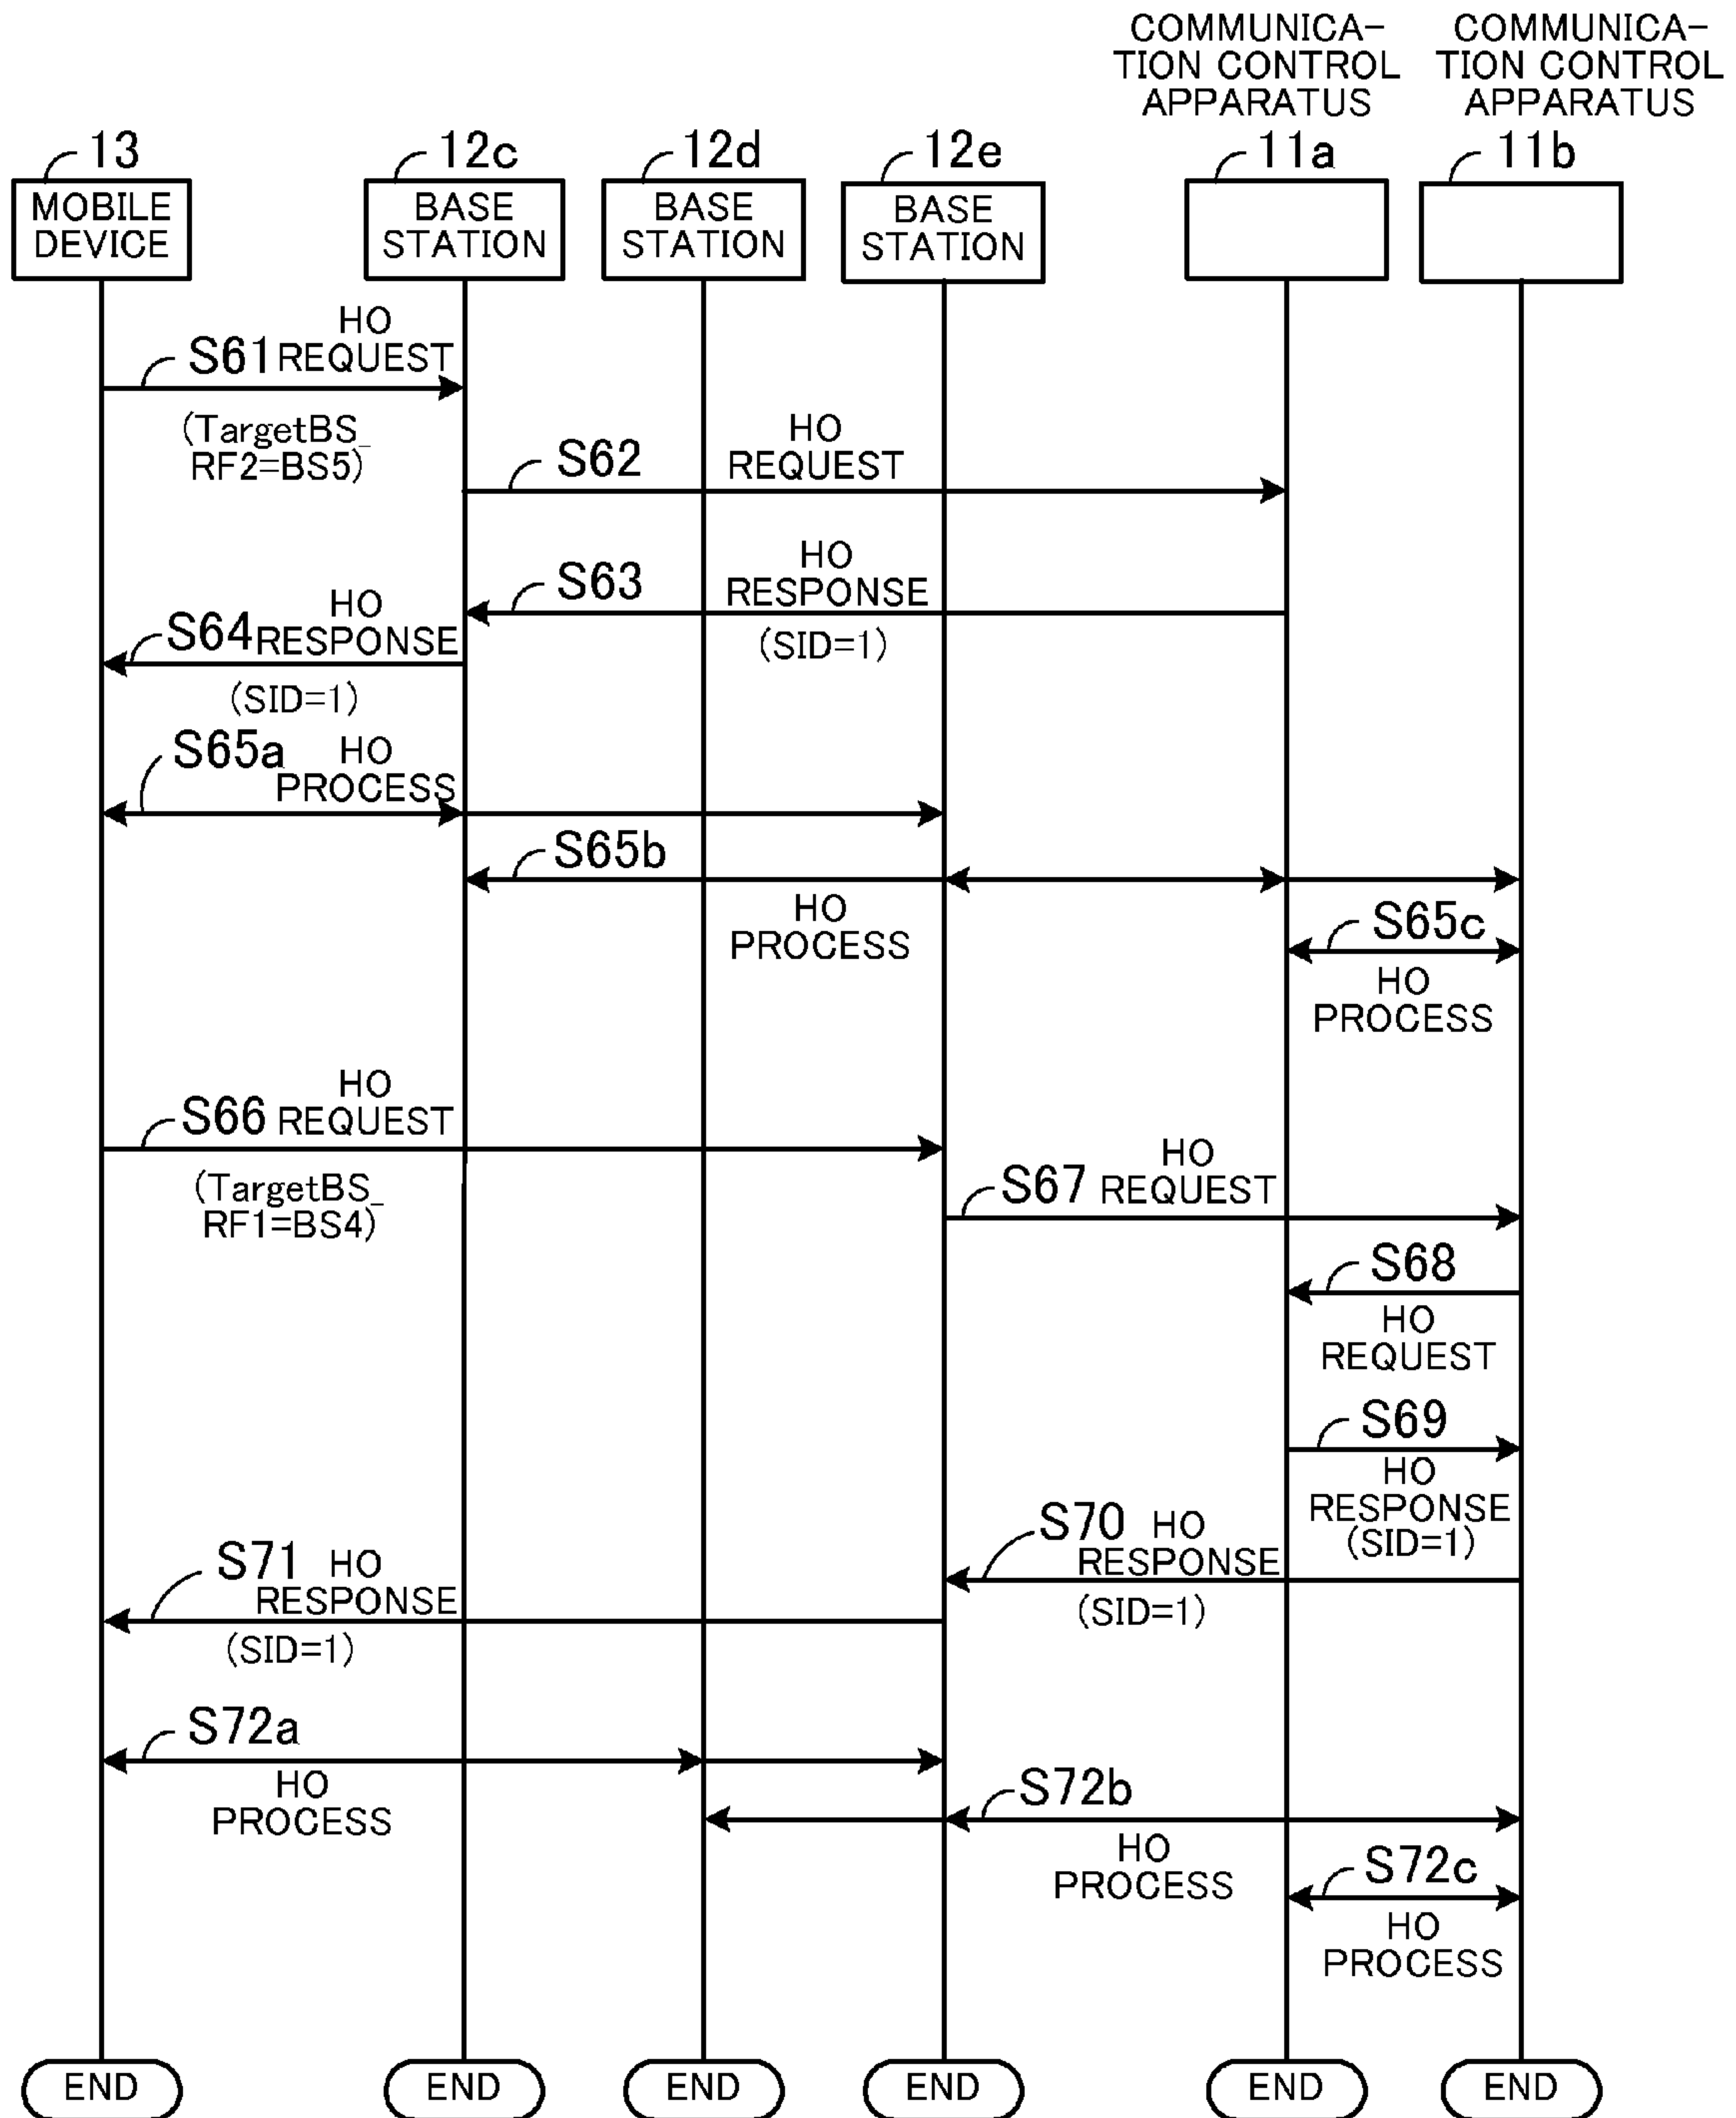 COMMUNICA-
TION CONTROL
APPARATUS
COMMUNICA-
TION CONTROL
APPARATUS
13
12c
12d
12e
11a
11b
MOBILE
DEVICE
BASE
STATION
BASE
STATION
BASE
STATION
S61
HO
REQUEST
(TargetBS_
RF2=BS5)
S62
HO
REQUEST
S63
HO
RESPONSE
(SID=1)
S64
HO
RESPONSE
(SID=1)
S65a
HO
PROCESS
S65b
HO
PROCESS
S65c
HO
PROCESS
S66
HO
REQUEST
(TargetBS_
RF1=BS4)
S67
HO
REQUEST
S68
HO
REQUEST
S69
HO
RESPONSE
(SID=1)
S70
HO
RESPONSE
(SID=1)
S71
HO
RESPONSE
(SID=1)
S72a
HO
PROCESS
S72b
HO
PROCESS
S72c
HO
PROCESS
END
END
END
END
END
END